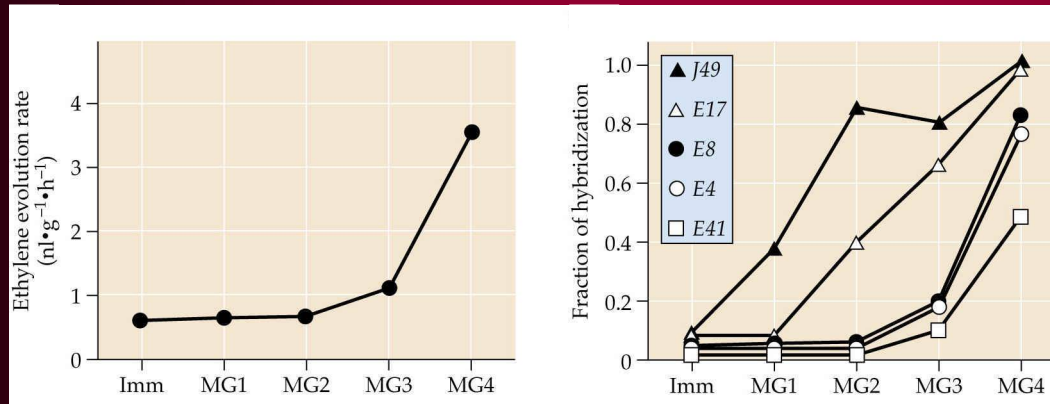 Ethylene evolution rate
(nl•g⁻¹•h⁻¹)
4
3
2
1
0
Imm MG1 MG2 MG3 MG4
Fraction of hybridization
1.0
0.8
0.6
0.4
0.2
0
J49
E17
E8
E4
E41
Imm MG1 MG2 MG3 MG4